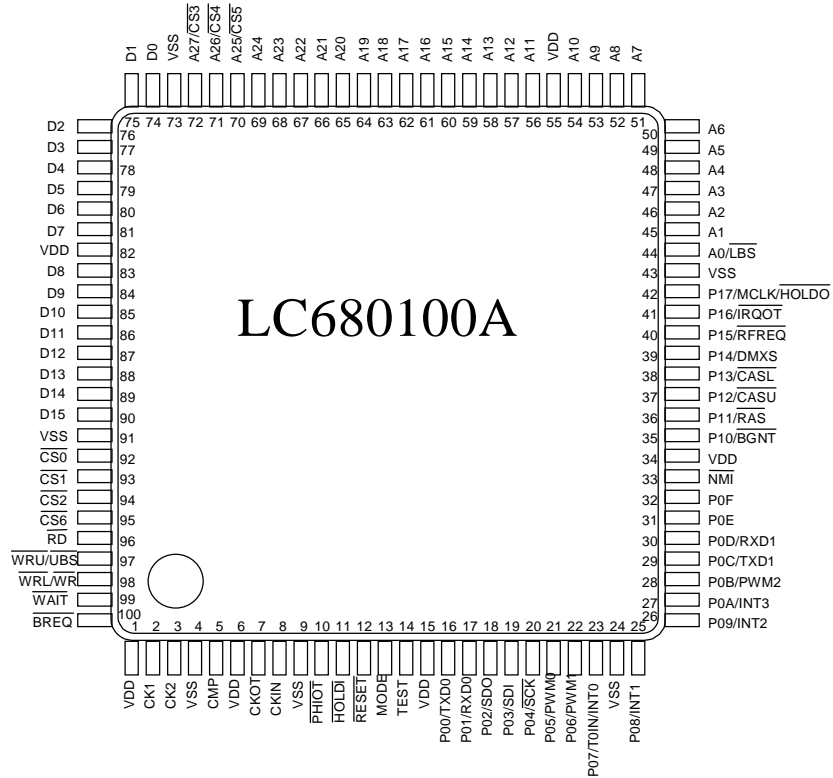 D1 D0 VSS A27/CS3 A26/CS4 A25/CS5 A24 A23 A22 A21 A20 A19 A18 A17 A16 A15 A14 A13 A12 A11 VDD A10 A9 A8 A7
75 74 73 72 71 70 69 68 67 66 65 64 63 62 61 60 59 58 57 56 55 54 53 52 51
D2 76 50 A6
D3 77 49 A5
D4 78 48 A4
D5 79 47 A3
D6 80 46 A2
D7 81 45 A1
VDD 82 44 A0/LBS
D8 83 43 VSS
D9 84 42 P17/MCLK/HOLDO
D10 85 41 P16/IRQOT
D11 86 40 P15/RFREQ
D12 87 39 P14/DMXS
D13 88 38 P13/CASL
D14 89 37 P12/CASU
D15 90 36 P11/RAS
VSS 91 35 P10/BGNT
CS0 92 34 VDD
CS1 93 33 NMI
CS2 94 32 P0F
CS6 95 31 P0E
RD 96 30 P0D/RXD1
WRU/UBS 97 29 P0C/TXD1
WRL/WR 98 28 P0B/PWM2
WAIT 99 27 P0A/INT3
BREQ 100 26 P09/INT2
LC680100A
1 2 3 4 5 6 7 8 9 10 11 12 13 14 15 16 17 18 19 20 21 22 23 24 25
VDD CK1 CK2 VSS CMP VDD CKOT CKIN VSS PHIOT HOLDI RESET MODE TEST VDD P00/TXD0 P01/RXD0 P02/SDO P03/SDI P04/SCK P05/PWM0 P06/PWM1 P07/T0IN/INT0 VSS P08/INT1